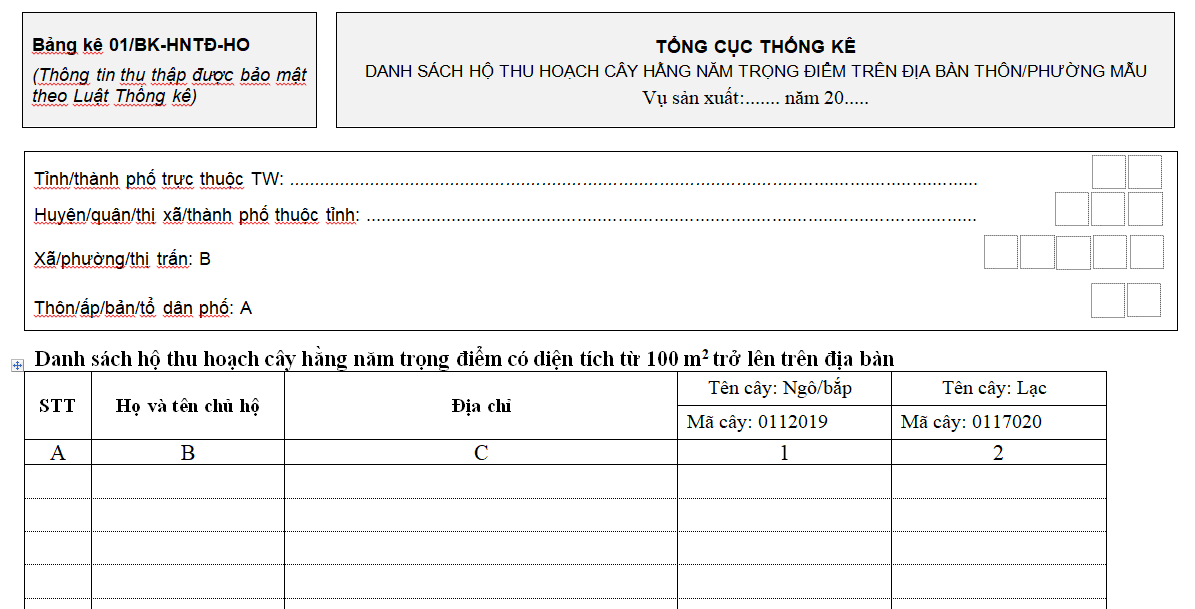 Bảng kê 01/BK-HNTĐ-HO
(Thông tin thu thập được bảo mật
theo Luật Thống kê)
TỔNG CỤC THỐNG KÊ
DANH SÁCH HỘ THU HOẠCH CÂY HẰNG NĂM TRỌNG ĐIỂM TRÊN ĐỊA BÀN THÔN/PHƯỜNG MẪU
Vụ sản xuất:....... năm 20.....
Tỉnh/thành phố trực thuộc TW: ..........................................................................................................................................
Huyện/quận/thị xã/thành phố thuộc tỉnh: ..........................................................................................................................
Xã/phường/thị trấn: B
Thôn/ấp/bản/tổ dân phố: A
Danh sách hộ thu hoạch cây hằng năm trọng điểm có diện tích từ 100 m² trở lên trên địa bàn
STT Họ và tên chủ hộ Địa chỉ Tên cây: Ngô/bắp Tên cây: Lạc
Mã cây: 0112019 Mã cây: 0117020
A B C 1 2